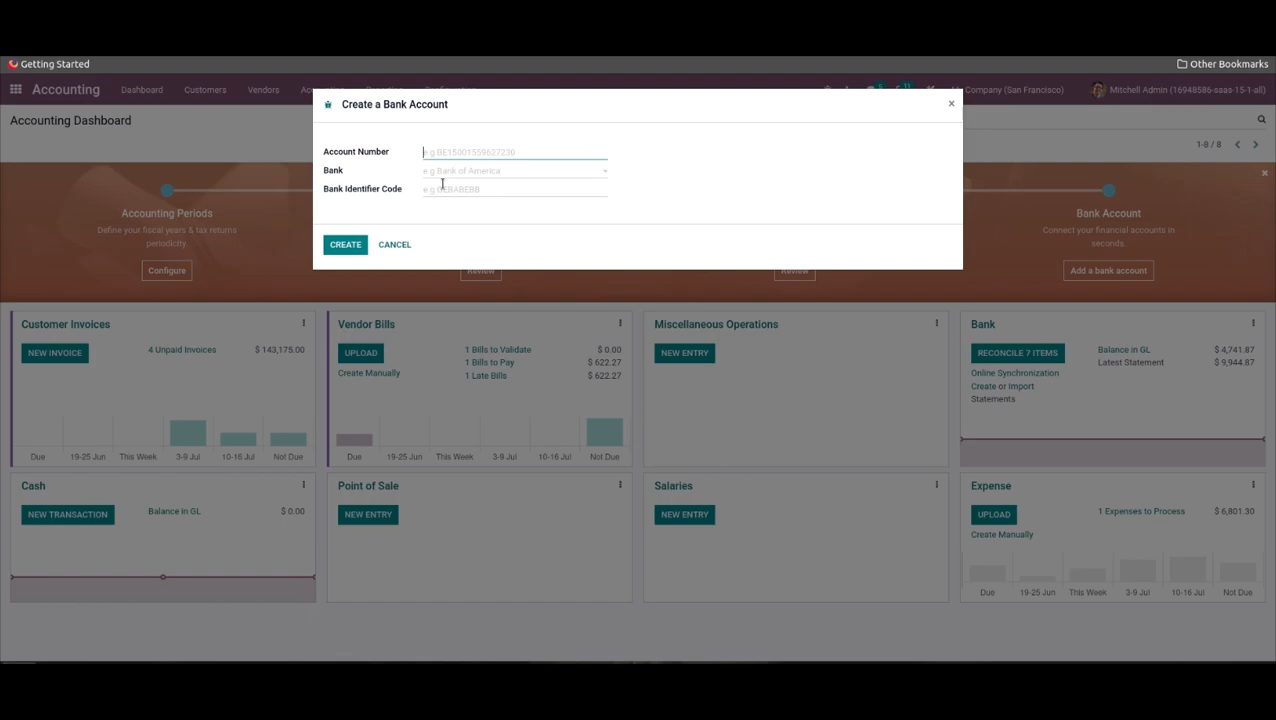 Getting Started
Other Bookmarks
Accounting
Dashboard
Customers
Vendors
Company (San Francisco)
Mitchell Admin (16948586-saas-15-1-all)
Create a Bank Account
Accounting Dashboard
1-8 / 8
Account Number
e.g BE15001559627230
Bank
e.g Bank of America
Bank Identifier Code
e.g GEBABEBB
CREATE
CANCEL
Accounting Periods
Define your fiscal years & tax returns
periodicity.
Configure
Review
Review
Bank Account
Connect your financial accounts in
seconds.
Add a bank account
Customer Invoices
NEW INVOICE
4 Unpaid Invoices
$ 143,175.00
Due
19-25 Jun
This Week
3-9 Jul
10-16 Jul
Not Due
Vendor Bills
UPLOAD
Create Manually
1 Bills to Validate
$ 0.00
1 Bills to Pay
$ 622.27
1 Late Bills
$ 622.27
Due
19-25 Jun
This Week
3-9 Jul
10-16 Jul
Not Due
Miscellaneous Operations
NEW ENTRY
Bank
RECONCILE 7 ITEMS
Online Synchronization
Create or Import
Statements
Balance in GL
$ 4,741.87
Latest Statement
$ 9,944.87
Cash
NEW TRANSACTION
Balance in GL
$ 0.00
Point of Sale
NEW ENTRY
Salaries
NEW ENTRY
Expense
UPLOAD
Create Manually
1 Expenses to Process
$ 6,801.30
Due
19-25 Jun
This Week
3-9 Jul
10-16 Jul
Not Due